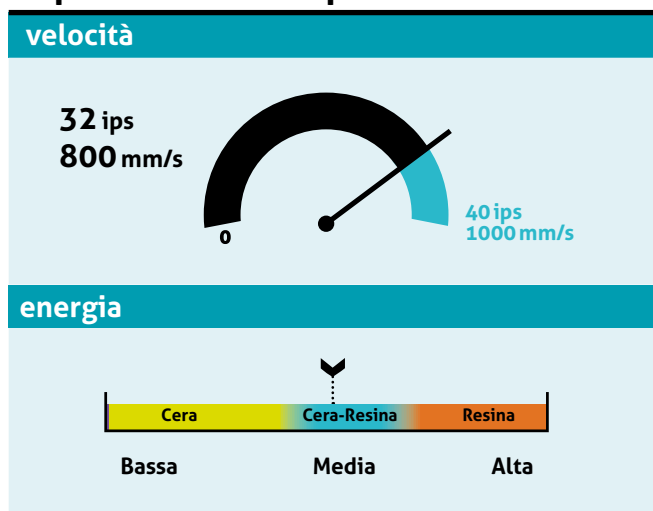 velocità
32 ips
800 mm/s
0
40 ips
1000 mm/s
energia
Cera Cera-Resina Resina
Bassa Media Alta